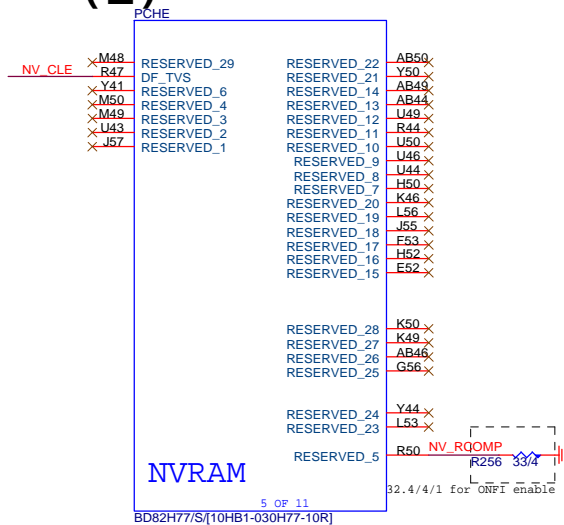 PCHE
M48 RESERVED_29
NV_CLE R47 DF_TVS
Y41 RESERVED_6
M50 RESERVED_4
M49 RESERVED_3
U43 RESERVED_2
J57 RESERVED_1
RESERVED_22 AB50
RESERVED_21 Y50
RESERVED_14 AB49
RESERVED_13 AB44
RESERVED_12 U49
RESERVED_11 R44
RESERVED_10 U50
RESERVED_9 U46
RESERVED_8 U44
RESERVED_7 H50
RESERVED_20 K46
RESERVED_19 L56
RESERVED_18 J55
RESERVED_17 F53
RESERVED_16 H52
RESERVED_15 E52
RESERVED_28 K50
RESERVED_27 K49
RESERVED_26 AB46
RESERVED_25 G56
RESERVED_24 Y44
RESERVED_23 L53
RESERVED_5 R50 NV_RCOMP
R256 33/4
32.4/4/1 for ONFI enable
NVRAM
5 OF 11
BD82H77/S/[10HB1-030H77-10R]